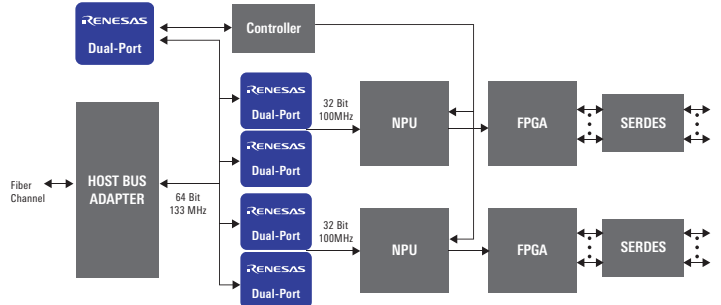 RENESAS
Dual-Port
Controller
RENESAS
Dual-Port
32 Bit
100MHz
NPU
FPGA
SERDES
RENESAS
Dual-Port
Fiber
Channel
HOST BUS
ADAPTER
64 Bit
133 MHz
RENESAS
Dual-Port
32 Bit
100MHz
NPU
FPGA
SERDES
RENESAS
Dual-Port